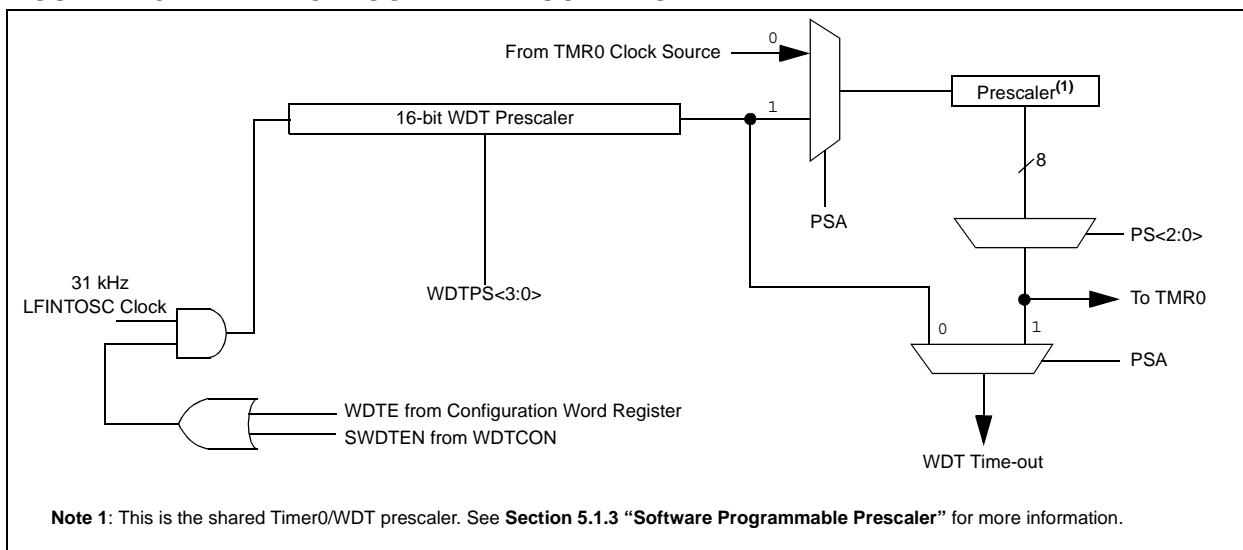 From TMR0 Clock Source
0
1
16-bit WDT Prescaler
Prescaler(1)
8
PSA
PS<2:0>
31 kHz
LFINTOSC Clock
WDTPS<3:0>
To TMR0
0
1
PSA
WDTE from Configuration Word Register
SWDTEN from WDTCON
WDT Time-out
Note 1: This is the shared Timer0/WDT prescaler. See Section 5.1.3 “Software Programmable Prescaler” for more information.